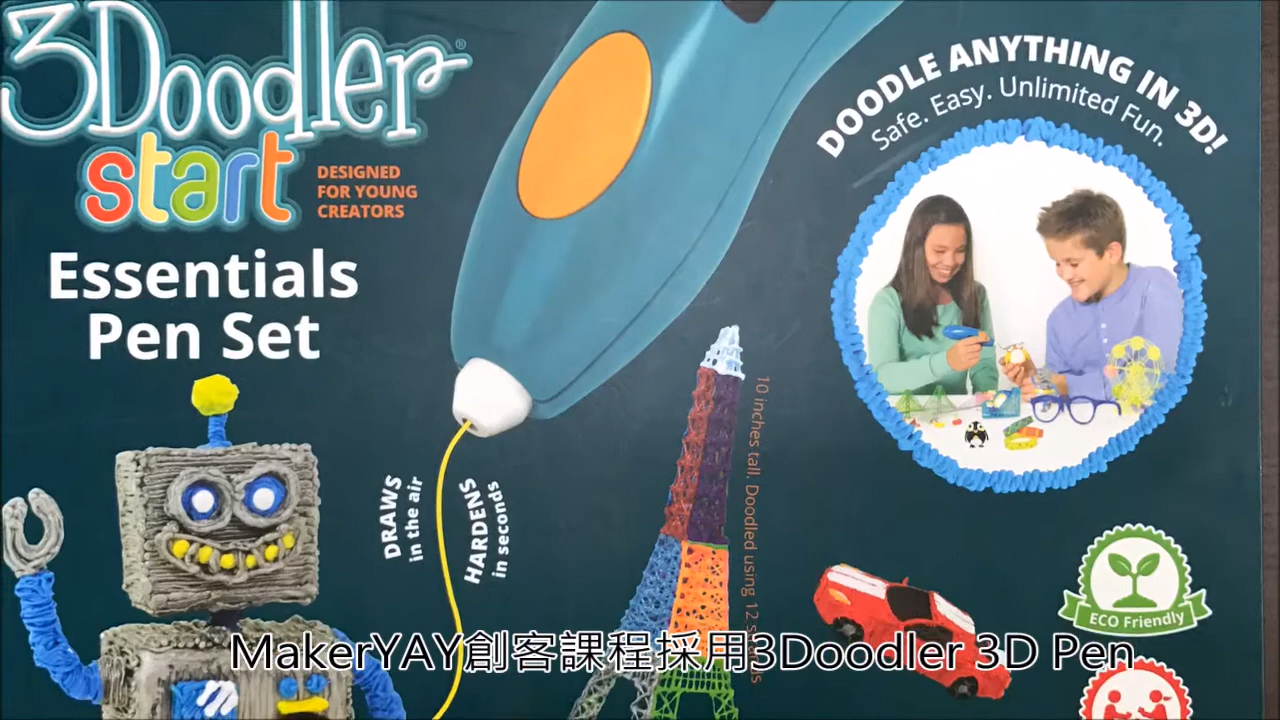 3Doodler®
start
DESIGNED
FOR YOUNG
CREATORS
Essentials
Pen Set
DOODLE ANYTHING IN 3D!
Safe. Easy. Unlimited Fun.
DRAWS
in the air
HARDENS
in seconds
10 inches tall. Doodled using 12
ECO Friendly
MakerYAY創客課程採用3Doodler 3D Pen